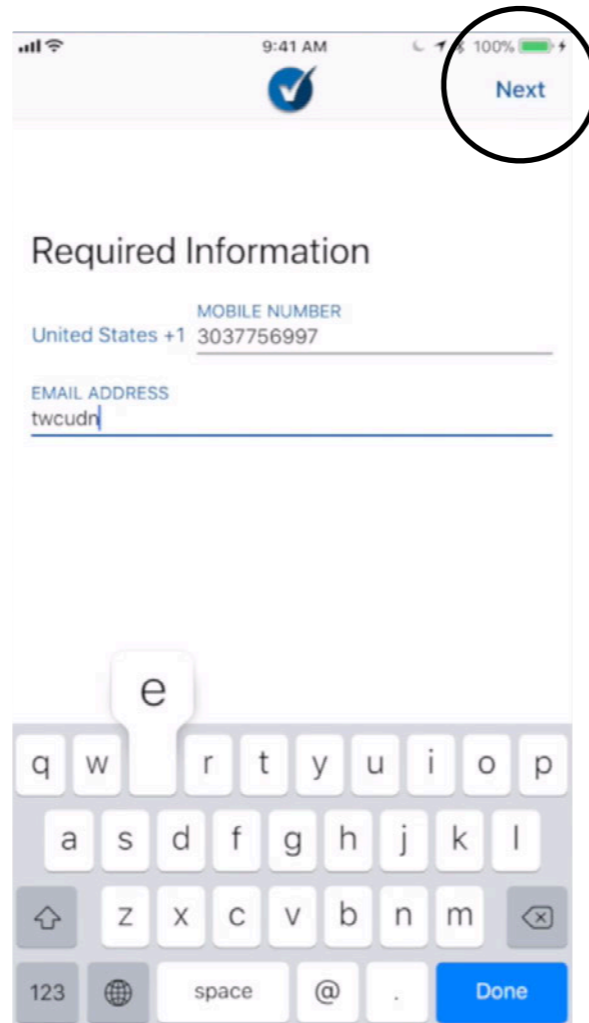 9:41 AM 100%
Next
Required Information
MOBILE NUMBER
United States +1 3037756997
EMAIL ADDRESS
twcudn
e
q w r t y u i o p
a s d f g h j k l
z x c v b n m
123 space @ . Done